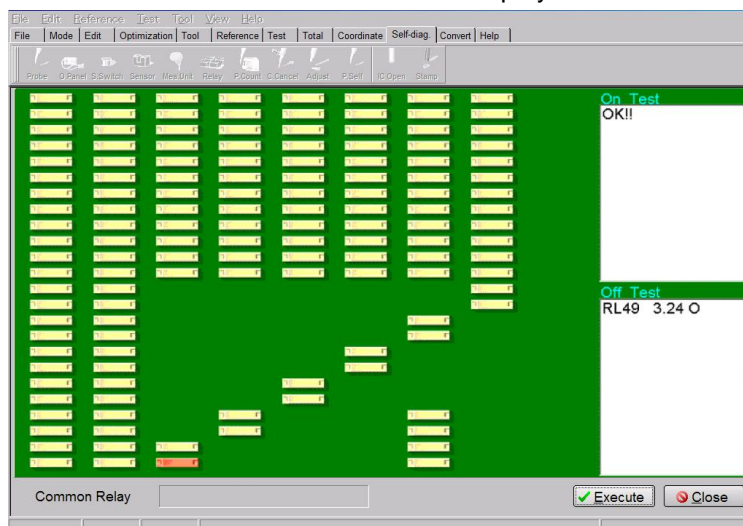 File Edit Reference Test Tool View Help
File Mode Edit Optimization Tool Reference Test Total Coordinate Self-diag. Convert Help
Probe O.Panel S.Switch Sensor Mea.Unit Relay P.Count C.Cancel Adjust P.Self IC Open Stamp
On Test
OK!!
Off Test
RL49 3.24 O
Common Relay
Execute Close